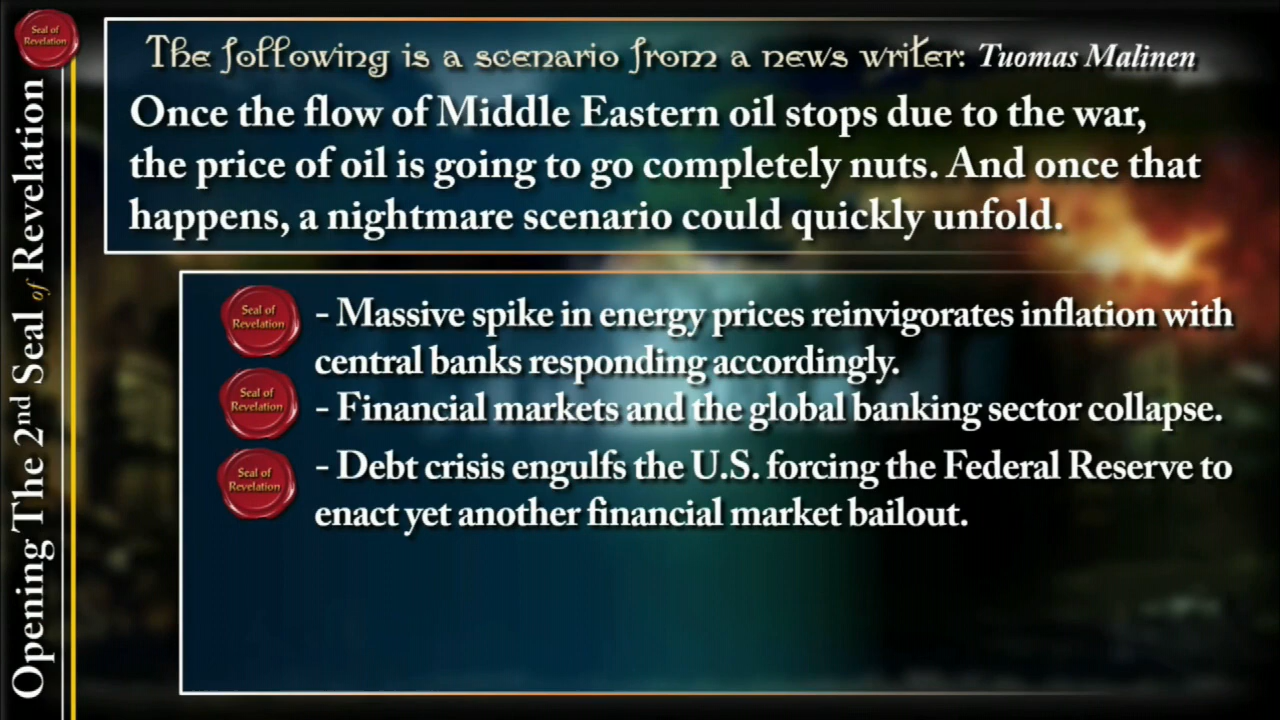 Seal of
Revelation
Opening The 2nd Seal of Revelation
The following is a scenario from a news writer: Tuomas Malinen
Once the flow of Middle Eastern oil stops due to the war,
the price of oil is going to go completely nuts. And once that
happens, a nightmare scenario could quickly unfold.
Seal of
Revelation
- Massive spike in energy prices reinvigorates inflation with
central banks responding accordingly.
Seal of
Revelation
- Financial markets and the global banking sector collapse.
Seal of
Revelation
- Debt crisis engulfs the U.S. forcing the Federal Reserve to
enact yet another financial market bailout.